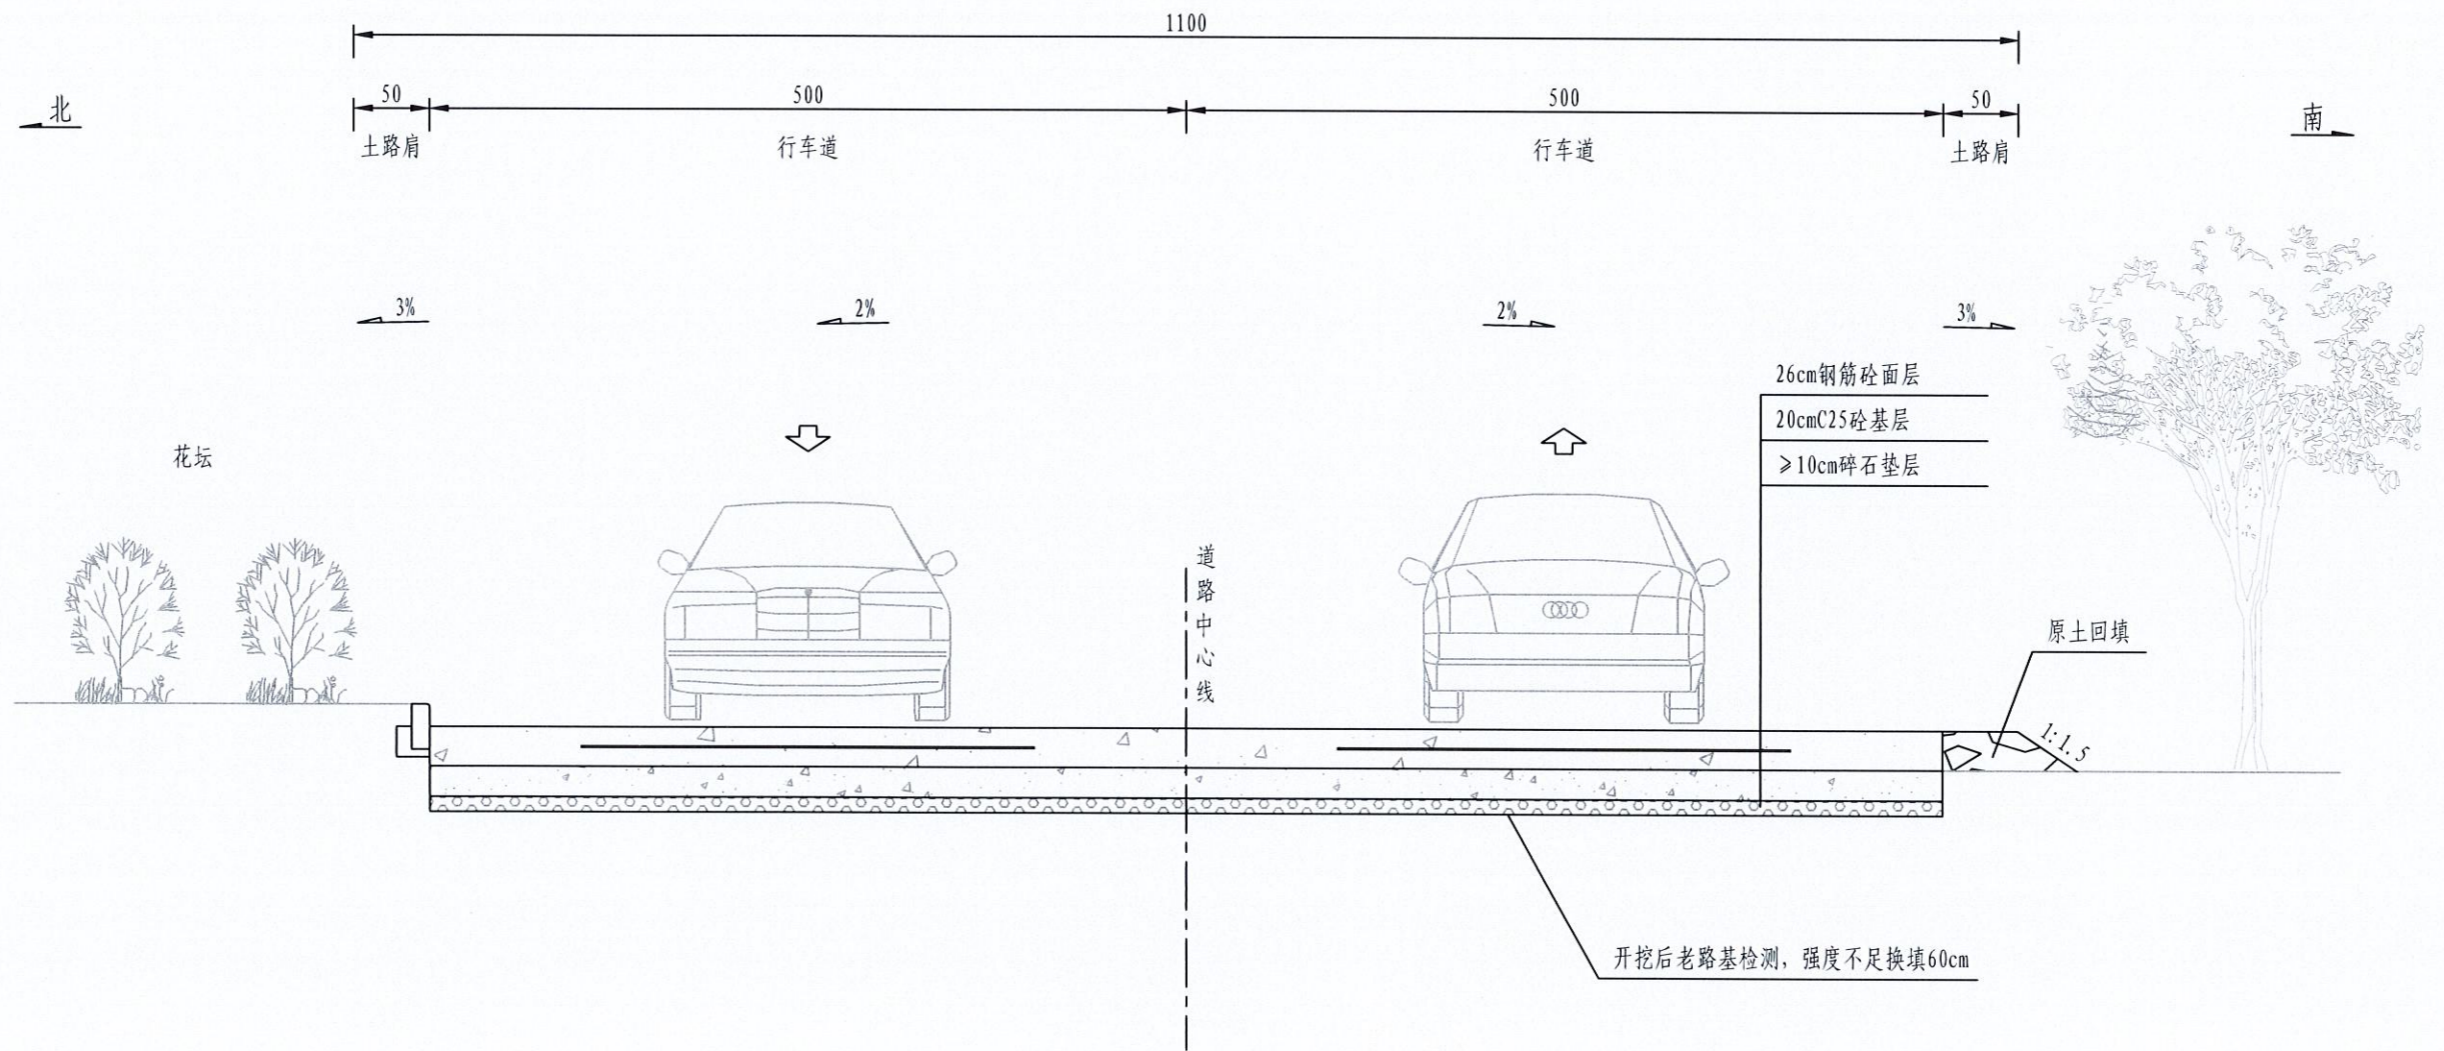 1100
50
500
500
50
北
南
土路肩
行车道
行车道
土路肩
3%
2%
2%
3%
26cm钢筋砼面层
20cmC25砼基层
≥10cm碎石垫层
花坛
道路中心线
原土回填
1:1.5
开挖后老路基检测，强度不足换填60cm